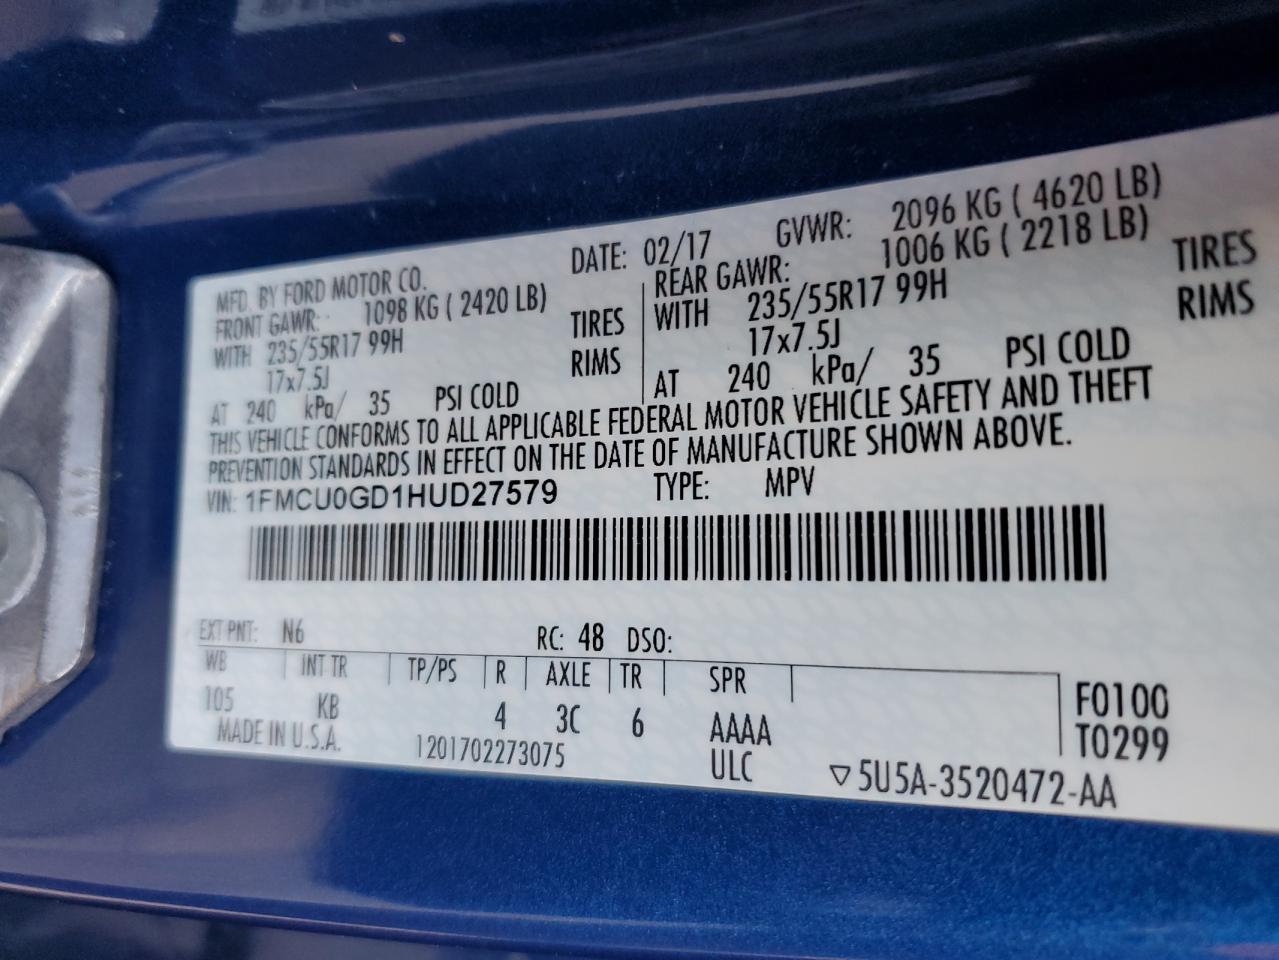 MFD. BY FORD MOTOR CO. DATE: 02/17 GVWR: 2096 KG ( 4620 LB)
FRONT GAWR: 1098 KG ( 2420 LB) REAR GAWR: 1006 KG ( 2218 LB)
WITH 235/55R17 99H TIRES WITH 235/55R17 99H TIRES
17x7.5J RIMS 17x7.5J RIMS
AT 240 kPa/ 35 PSI COLD AT 240 kPa/ 35 PSI COLD
THIS VEHICLE CONFORMS TO ALL APPLICABLE FEDERAL MOTOR VEHICLE SAFETY AND THEFT
PREVENTION STANDARDS IN EFFECT ON THE DATE OF MANUFACTURE SHOWN ABOVE.
VIN: 1FMCU0GD1HUD27579 TYPE: MPV
EXT PNT: N6 RC: 48 DSO:
WB INT TR TP/PS R AXLE TR SPR
105 KB 4 3C 6 AAAA F0100
MADE IN U.S.A. 1201702273075 ULC T0299
▽5U5A-3520472-AA